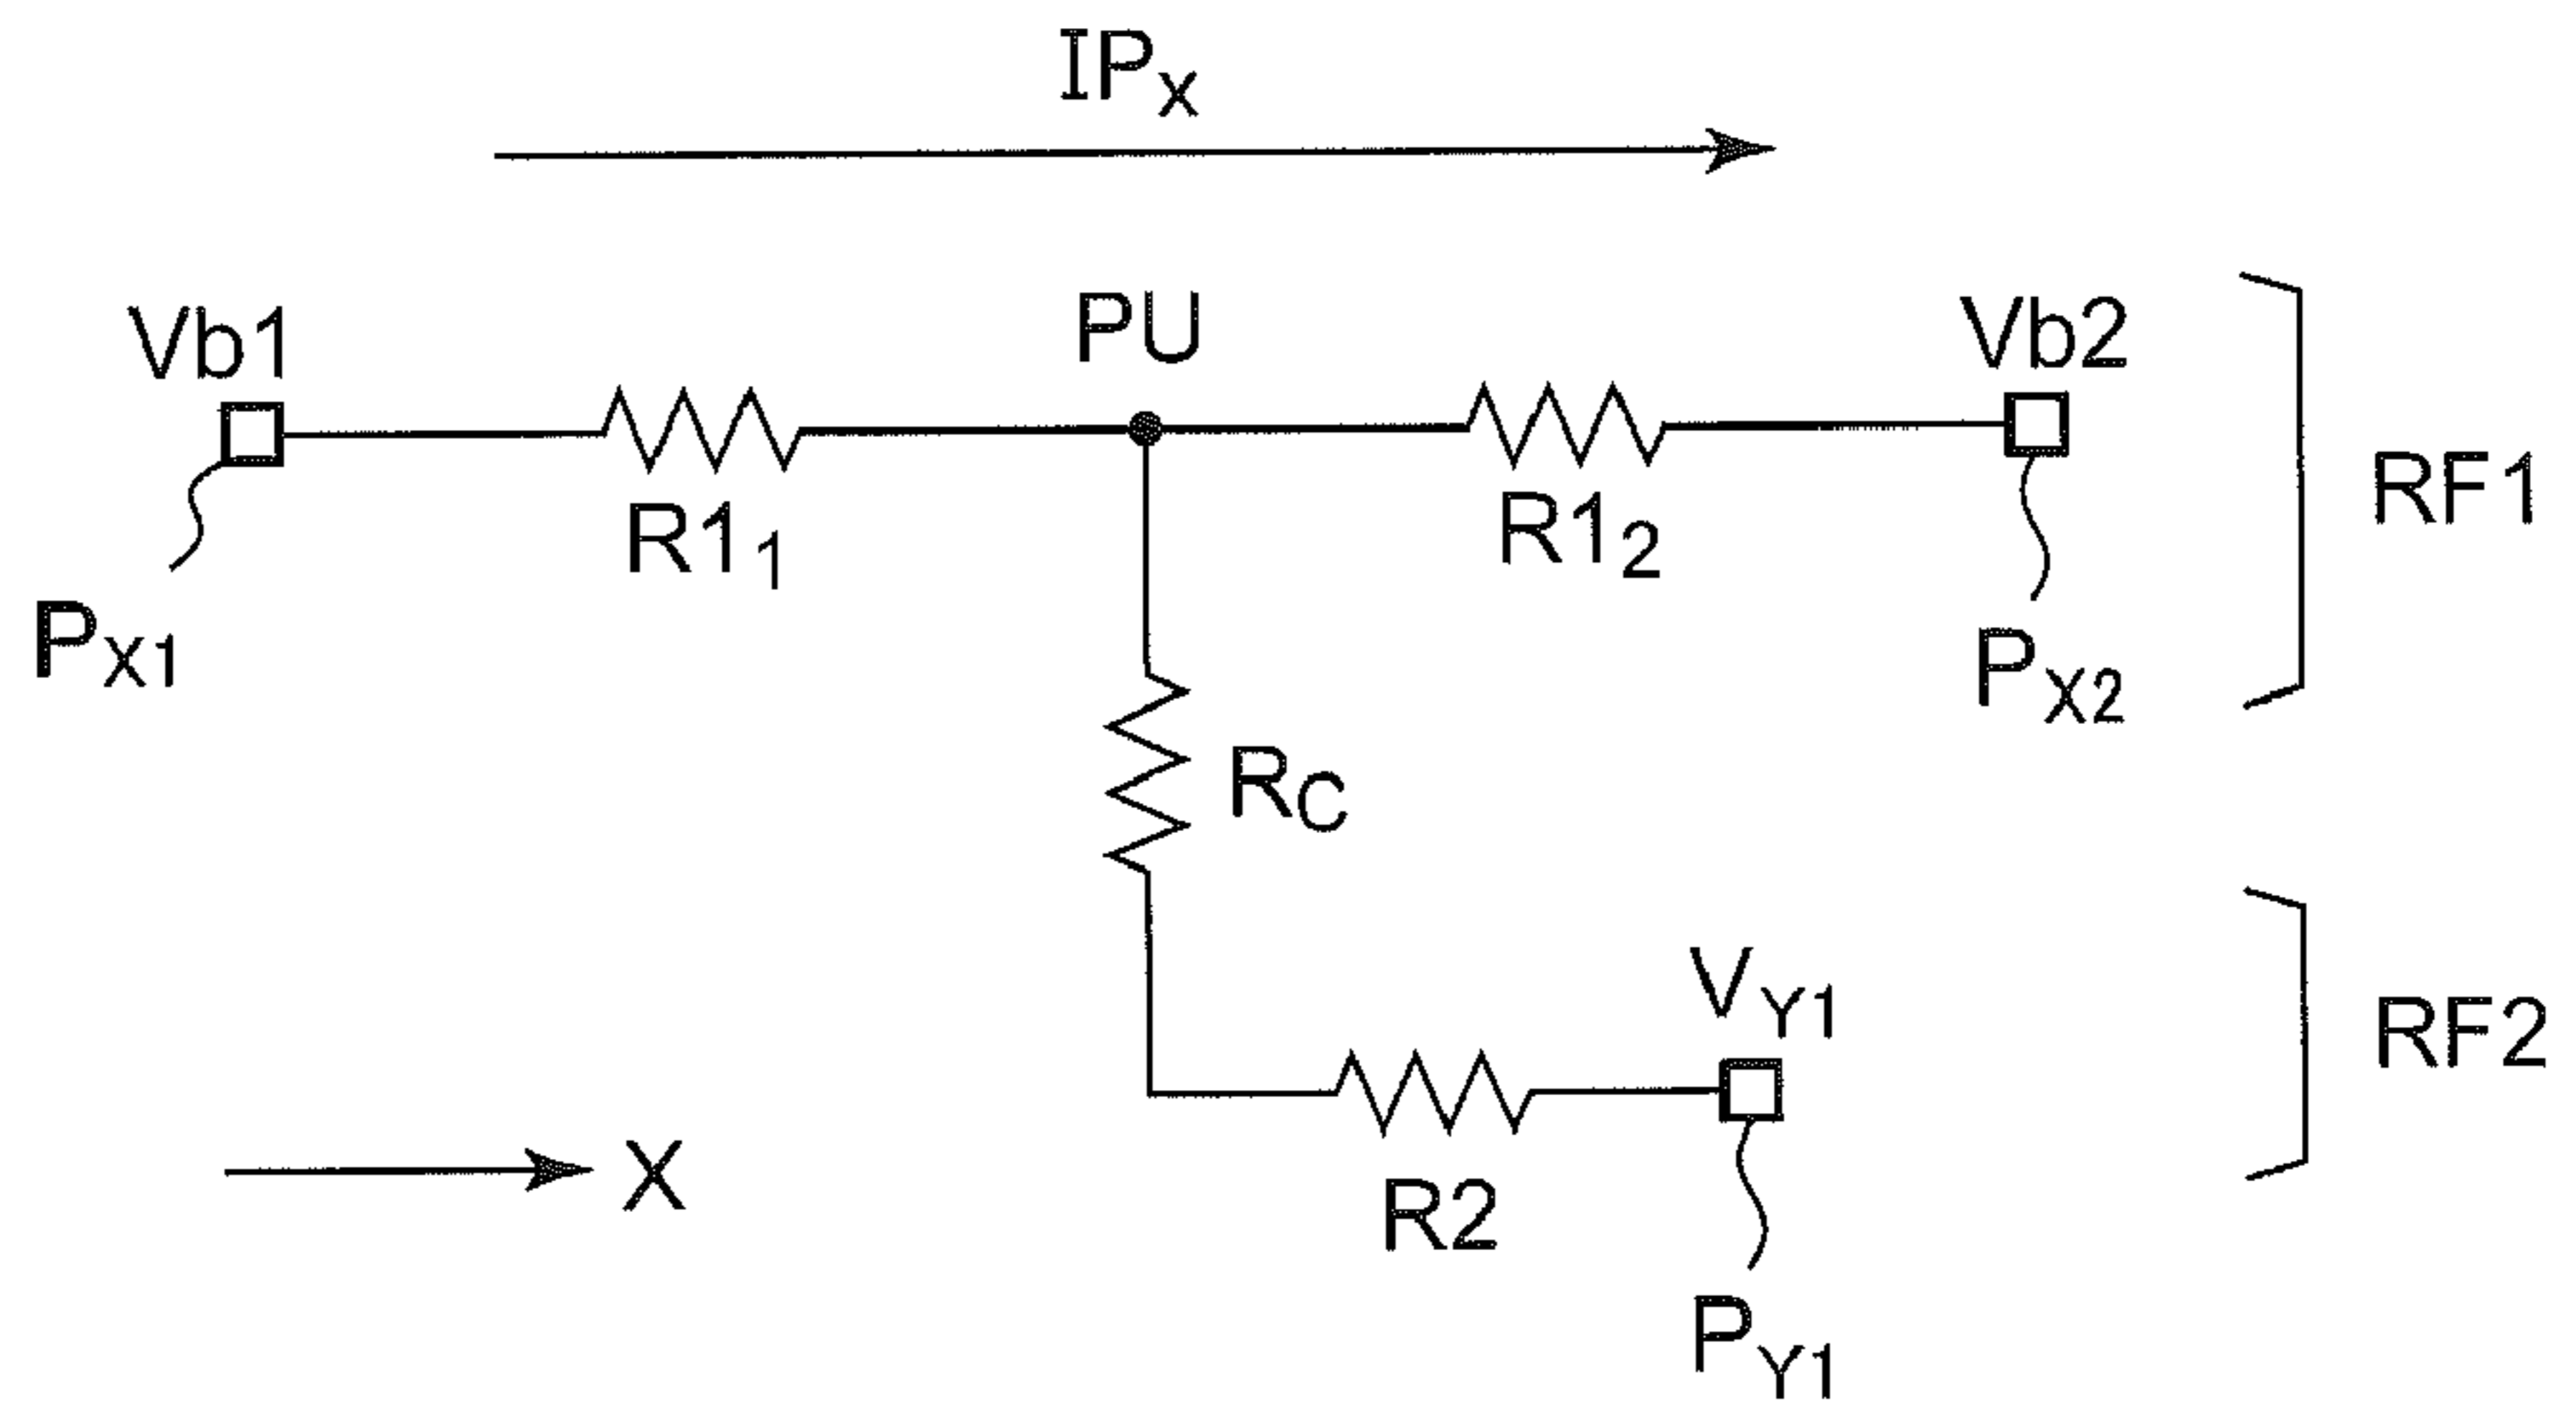 IPX
Vb1
PU
Vb2
R11
R12
RF1
PX1
PX2
RC
VY1
RF2
X
R2
PY1